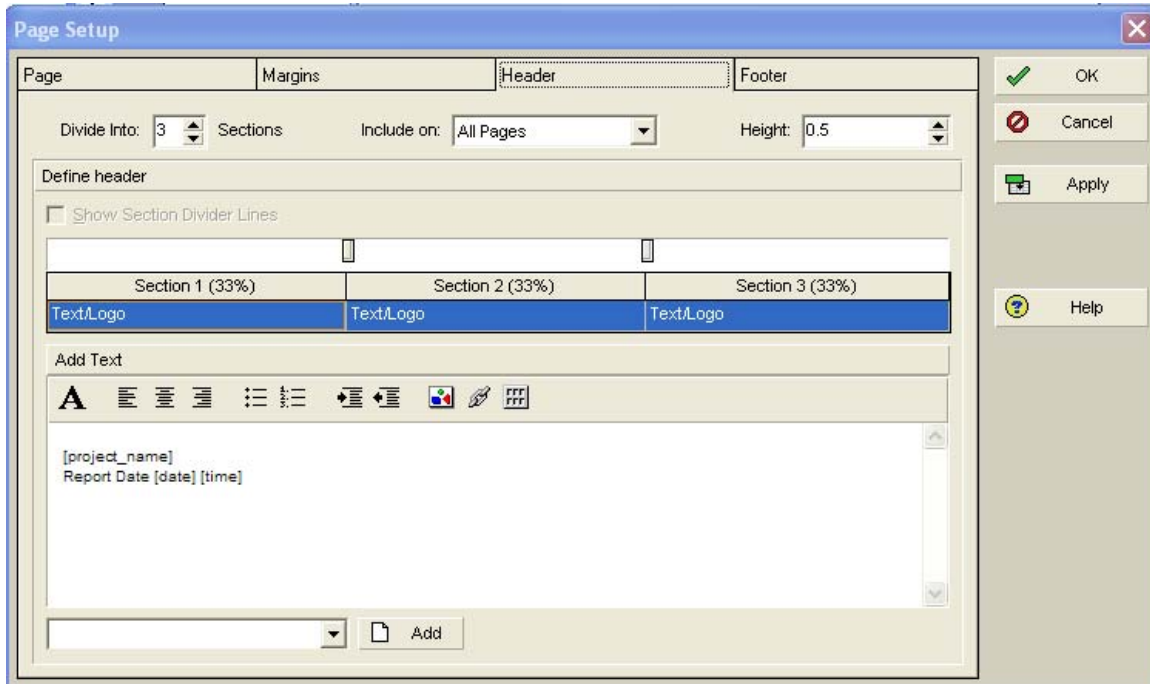 Page Setup
Page Margins Header Footer
OK
Cancel
Apply
Help
Divide Into: 3 Sections Include on: All Pages Height: 0.5
Define header
Show Section Divider Lines
Section 1 (33%) Section 2 (33%) Section 3 (33%)
Text/Logo Text/Logo Text/Logo
Add Text
A
[project_name]
Report Date [date] [time]
Add